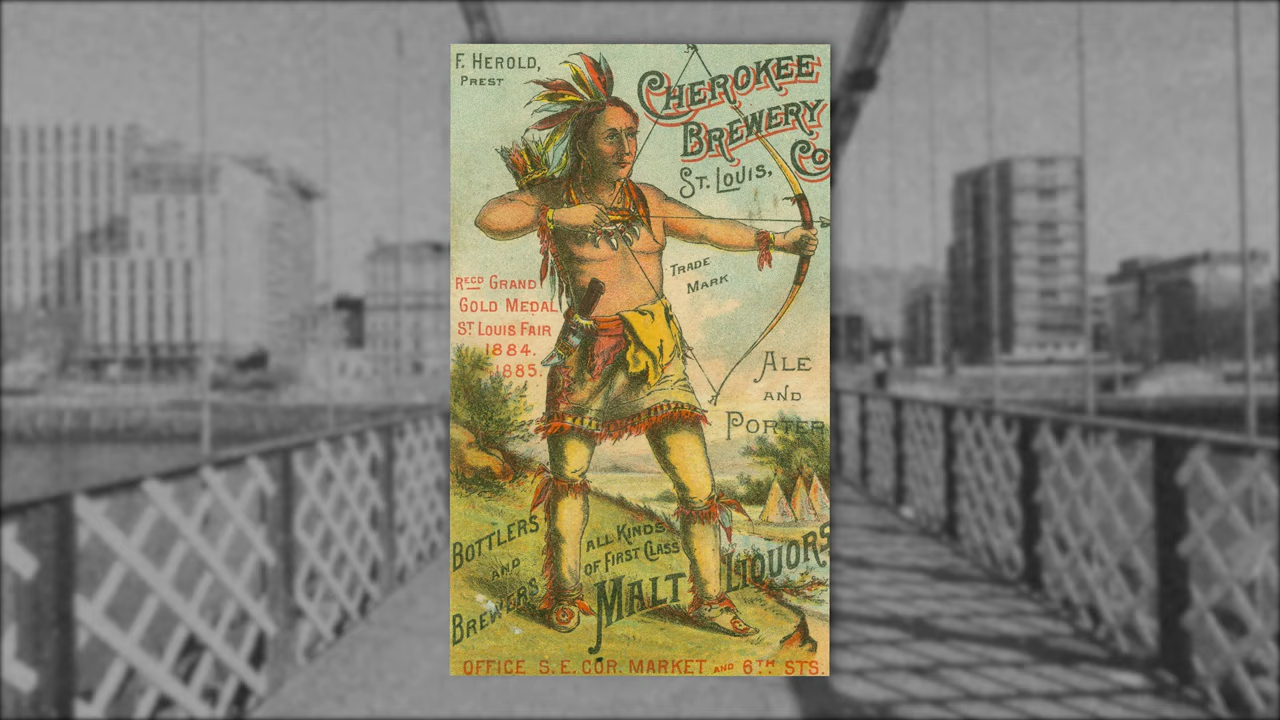 F. HEROLD,
PREST
CHEROKEE
BREWERY
CO
ST. LOUIS,
TRADE
MARK
RECD GRAND
GOLD MEDAL
ST LOUIS FAIR
1884.
1885.
ALE
AND
PORTER
BOTTLERS
AND
BREWERS
ALL KINDS
OF FIRST CLASS
MALT LIQUORS
OFFICE S. E. COR. MARKET AND 6TH STS.